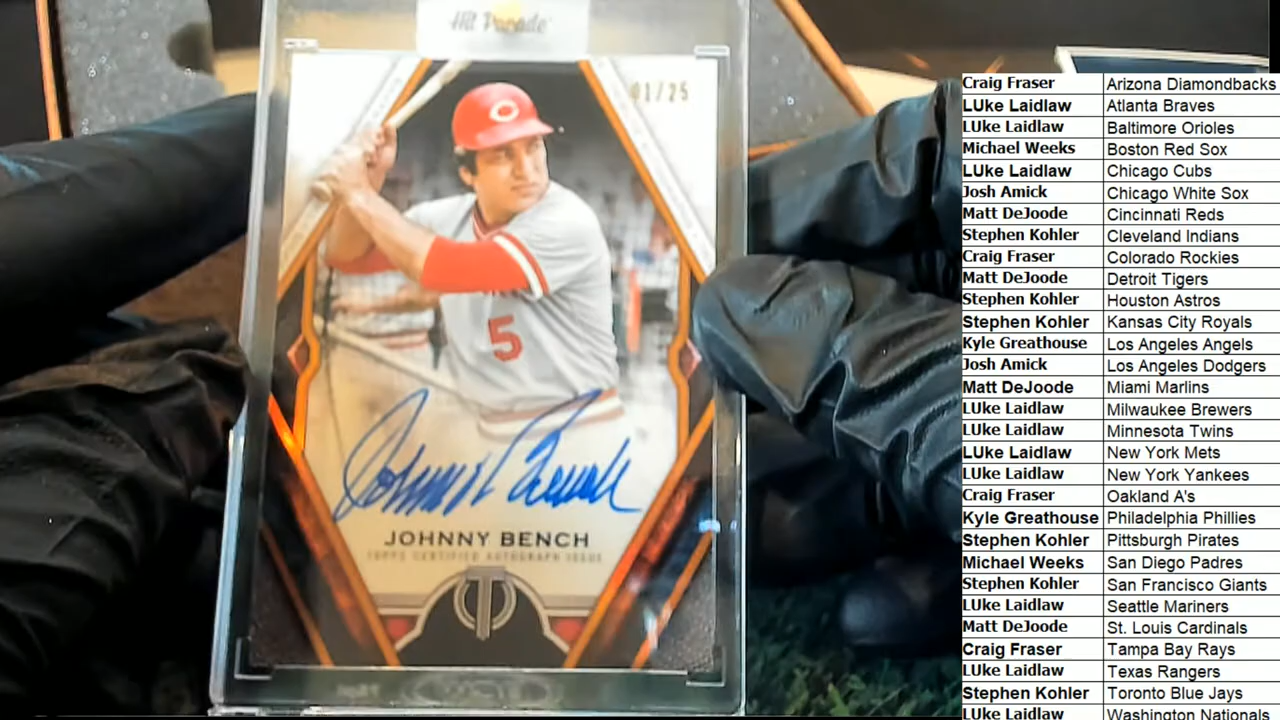 Hit Parade
01/25
5
Johnny Bench
JOHNNY BENCH
TOPPS CERTIFIED AUTOGRAPH ISSUE
Craig Fraser Arizona Diamondbacks
LUke Laidlaw Atlanta Braves
LUke Laidlaw Baltimore Orioles
Michael Weeks Boston Red Sox
LUke Laidlaw Chicago Cubs
Josh Amick Chicago White Sox
Matt DeJoode Cincinnati Reds
Stephen Kohler Cleveland Indians
Craig Fraser Colorado Rockies
Matt DeJoode Detroit Tigers
Stephen Kohler Houston Astros
Stephen Kohler Kansas City Royals
Kyle Greathouse Los Angeles Angels
Josh Amick Los Angeles Dodgers
Matt DeJoode Miami Marlins
LUke Laidlaw Milwaukee Brewers
LUke Laidlaw Minnesota Twins
LUke Laidlaw New York Mets
LUke Laidlaw New York Yankees
Craig Fraser Oakland A's
Kyle Greathouse Philadelphia Phillies
Stephen Kohler Pittsburgh Pirates
Michael Weeks San Diego Padres
Stephen Kohler San Francisco Giants
LUke Laidlaw Seattle Mariners
Matt DeJoode St. Louis Cardinals
Craig Fraser Tampa Bay Rays
LUke Laidlaw Texas Rangers
Stephen Kohler Toronto Blue Jays
LUke Laidlaw Washington Nationals